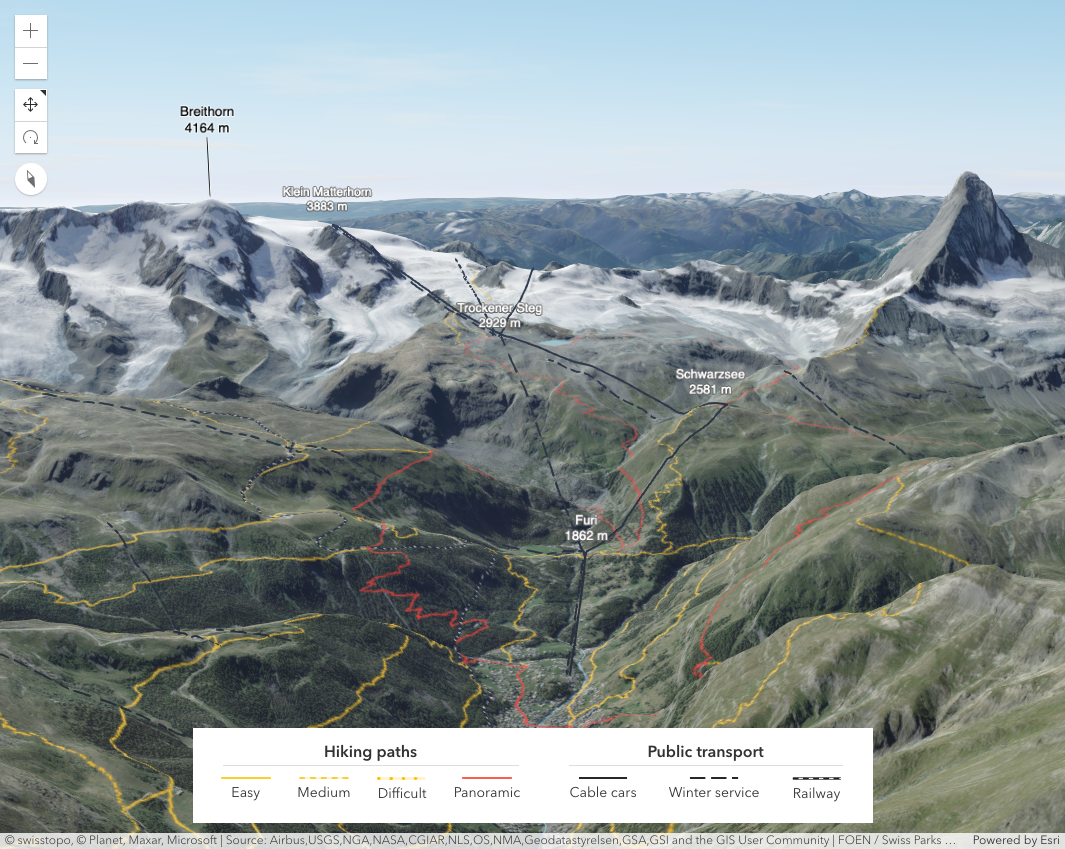 Breithorn
4164 m
Klein Matterhorn
3883 m
Trockener Steg
2929 m
Schwarzsee
2581 m
Furi
1862 m
Hiking paths
Public transport
Easy
Medium
Difficult
Panoramic
Cable cars
Winter service
Railway
© swisstopo, © Planet, Maxar, Microsoft | Source: Airbus,USGS,NGA,NASA,CGIAR,NLS,OS,NMA,Geodatastyrelsen,GSA,GSI and the GIS User Community | FOEN / Swiss Parks ...
Powered by Esri